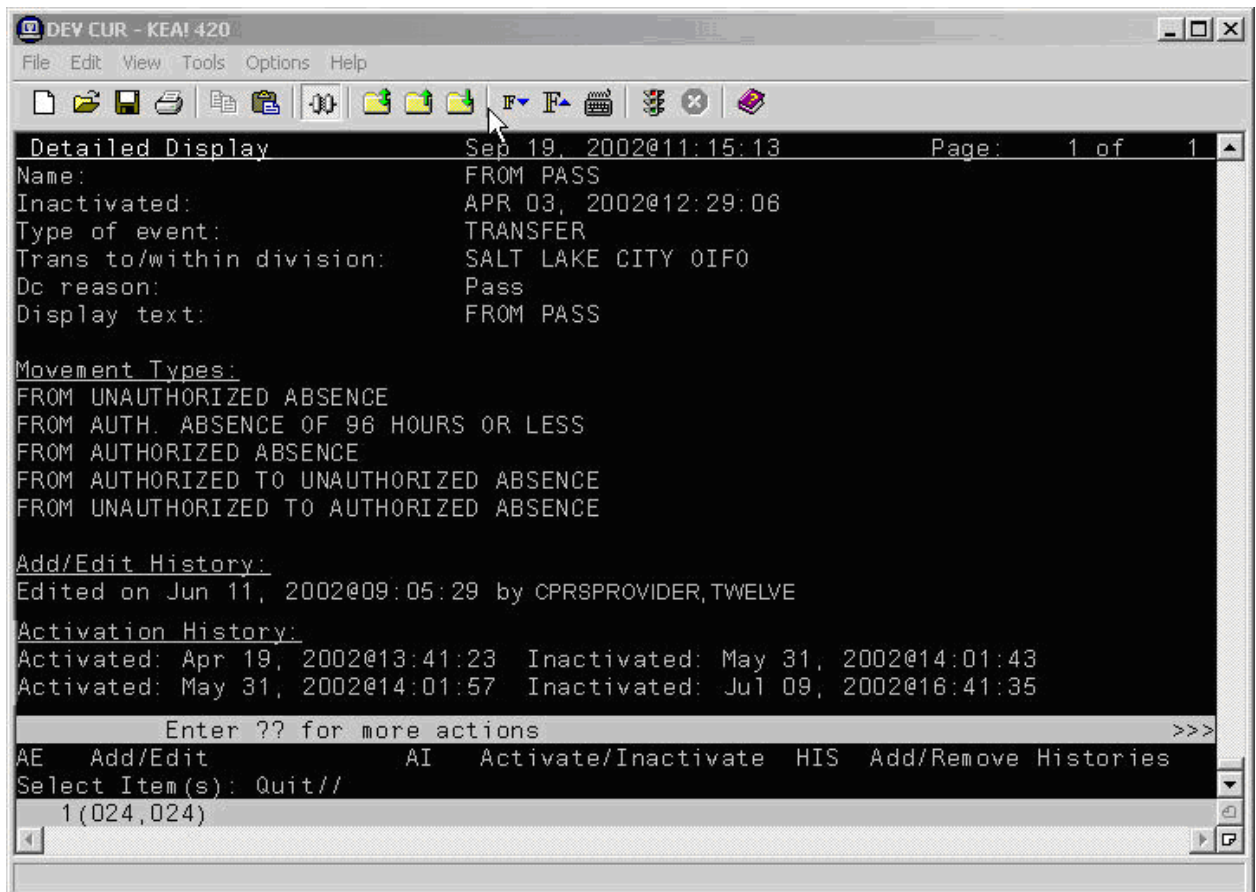 DEV CUR - KEA! 420
File Edit View Tools Options Help
Detailed Display Sep 19, 2002@11:15:13 Page: 1 of 1
Name: FROM PASS
Inactivated: APR 03, 2002@12:29:06
Type of event: TRANSFER
Trans to/within division: SALT LAKE CITY OIFO
Dc reason: Pass
Display text: FROM PASS
Movement Types:
FROM UNAUTHORIZED ABSENCE
FROM AUTH. ABSENCE OF 96 HOURS OR LESS
FROM AUTHORIZED ABSENCE
FROM AUTHORIZED TO UNAUTHORIZED ABSENCE
FROM UNAUTHORIZED TO AUTHORIZED ABSENCE
Add/Edit History:
Edited on Jun 11, 2002@09:05:29 by CPRSPROVIDER, TWELVE
Activation History:
Activated: Apr 19, 2002@13:41:23 Inactivated: May 31, 2002@14:01:43
Activated: May 31, 2002@14:01:57 Inactivated: Jul 09, 2002@16:41:35
Enter ?? for more actions >>>
AE Add/Edit AI Activate/Inactivate HIS Add/Remove Histories
Select Item(s): Quit//
1(024,024)